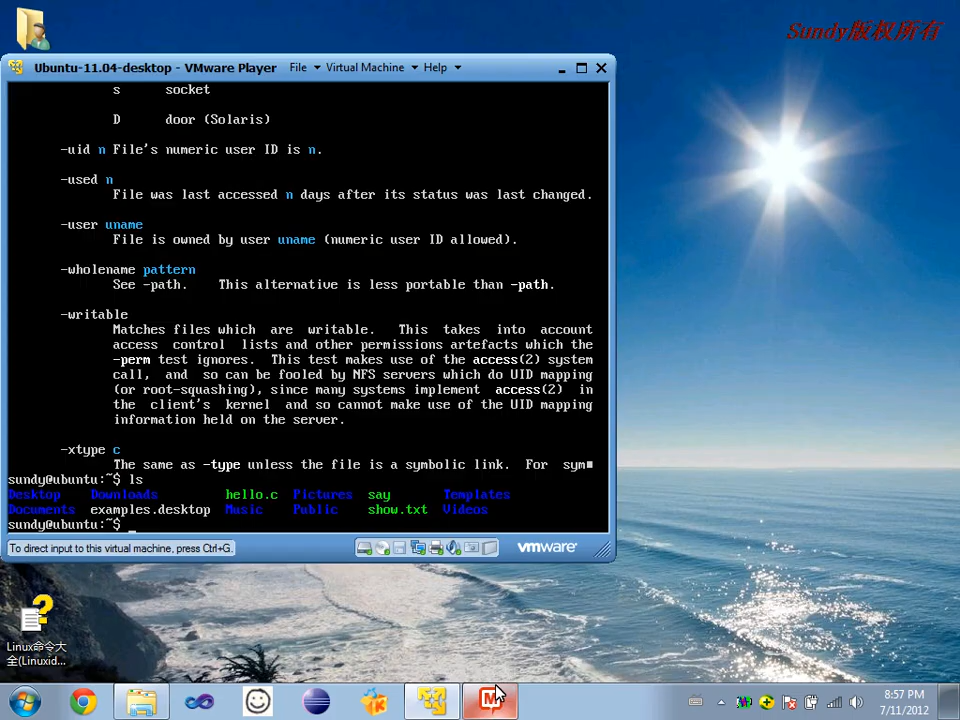 Sundy版权所有
Ubuntu-11.04-desktop - VMware Player File Virtual Machine Help
s socket
D door (Solaris)
-uid n File's numeric user ID is n.
-used n
File was last accessed n days after its status was last changed.
-user uname
File is owned by user uname (numeric user ID allowed).
-wholename pattern
See -path. This alternative is less portable than -path.
-writable
Matches files which are writable. This takes into account
access control lists and other permissions artefacts which the
-perm test ignores. This test makes use of the access(2) system
call, and so can be fooled by NFS servers which do UID mapping
(or root-squashing), since many systems implement access(2) in
the client's kernel and so cannot make use of the UID mapping
information held on the server.
-xtype c
The same as -type unless the file is a symbolic link. For sym
sundy@ubuntu:~$ ls
Desktop Downloads hello.c Pictures say Templates
Documents examples.desktop Music Public show.txt Videos
sundy@ubuntu:~$ _
To direct input to this virtual machine, press Ctrl+G.
vmware
Linux命令大
全(Linuxid...
8:57 PM
7/11/2012